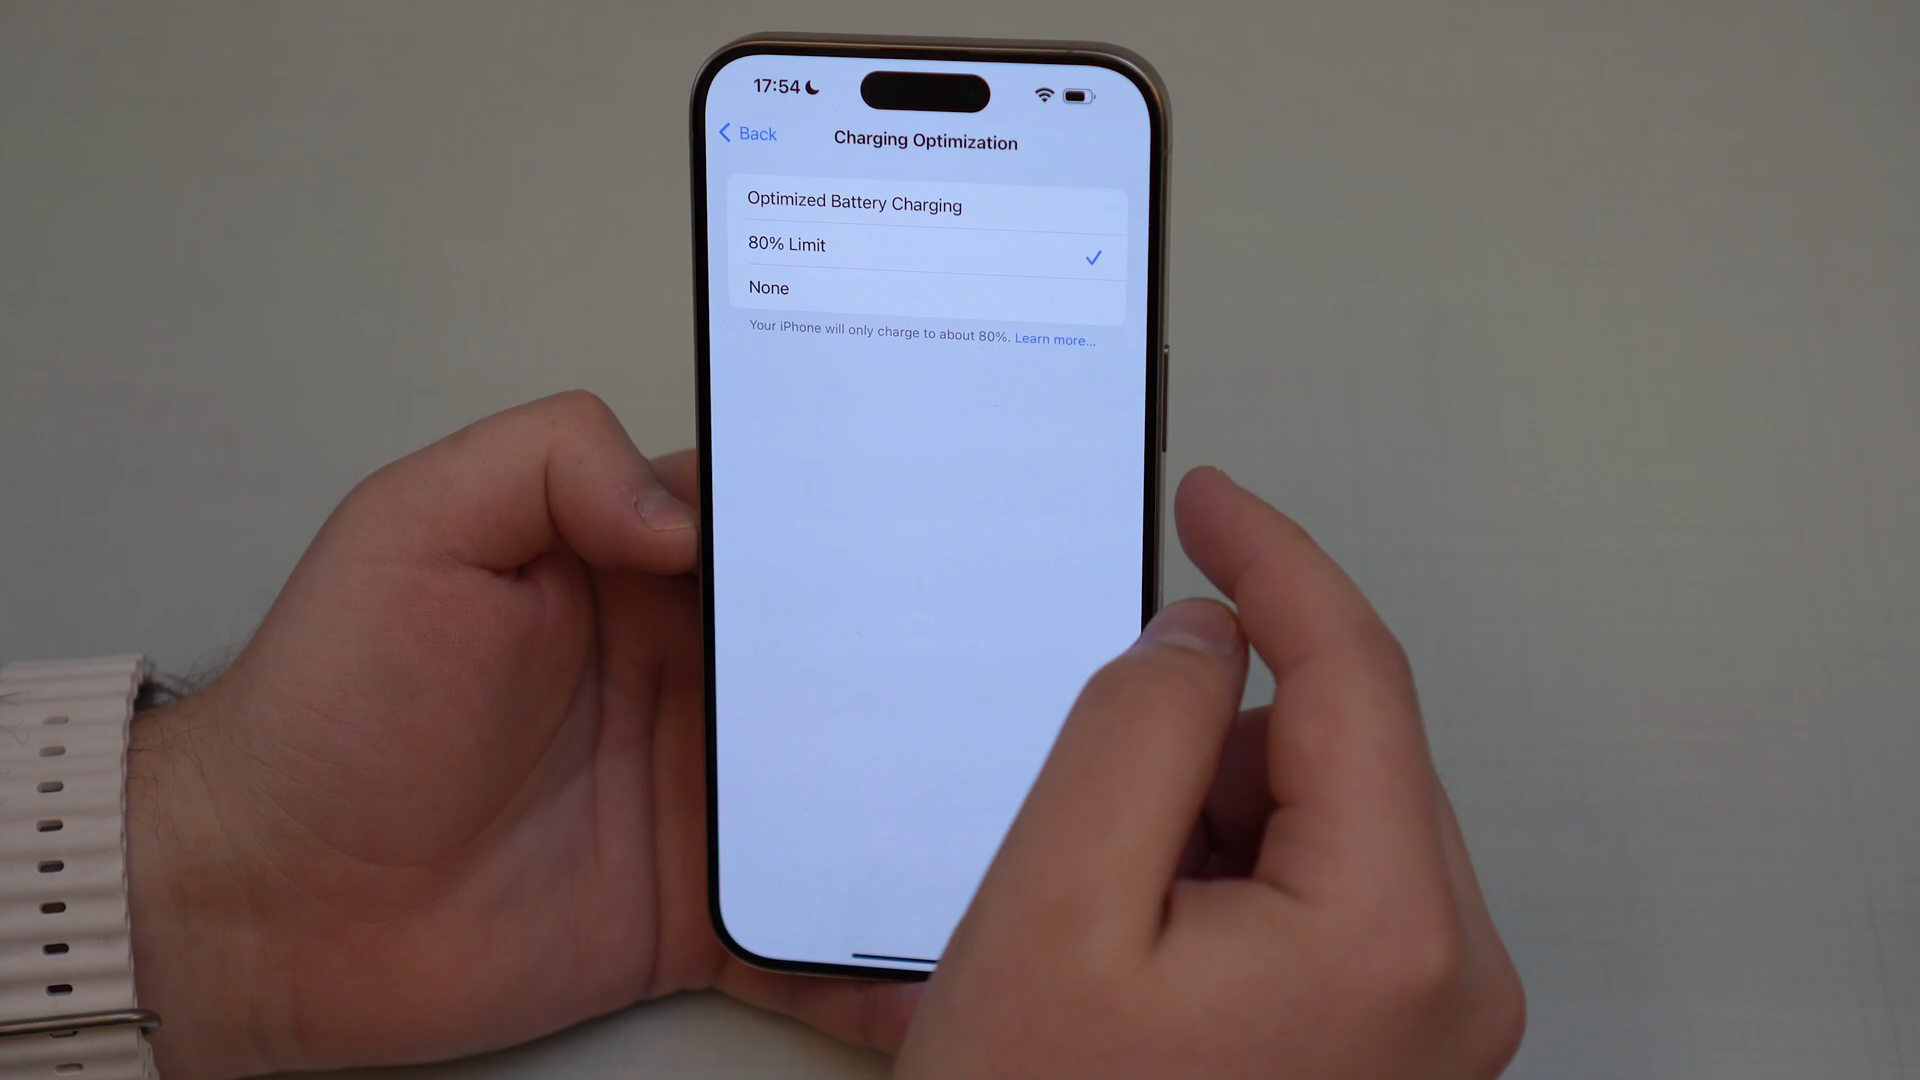 17:54
Back
Charging Optimization
Optimized Battery Charging
80% Limit
None
Your iPhone will only charge to about 80%. Learn more...